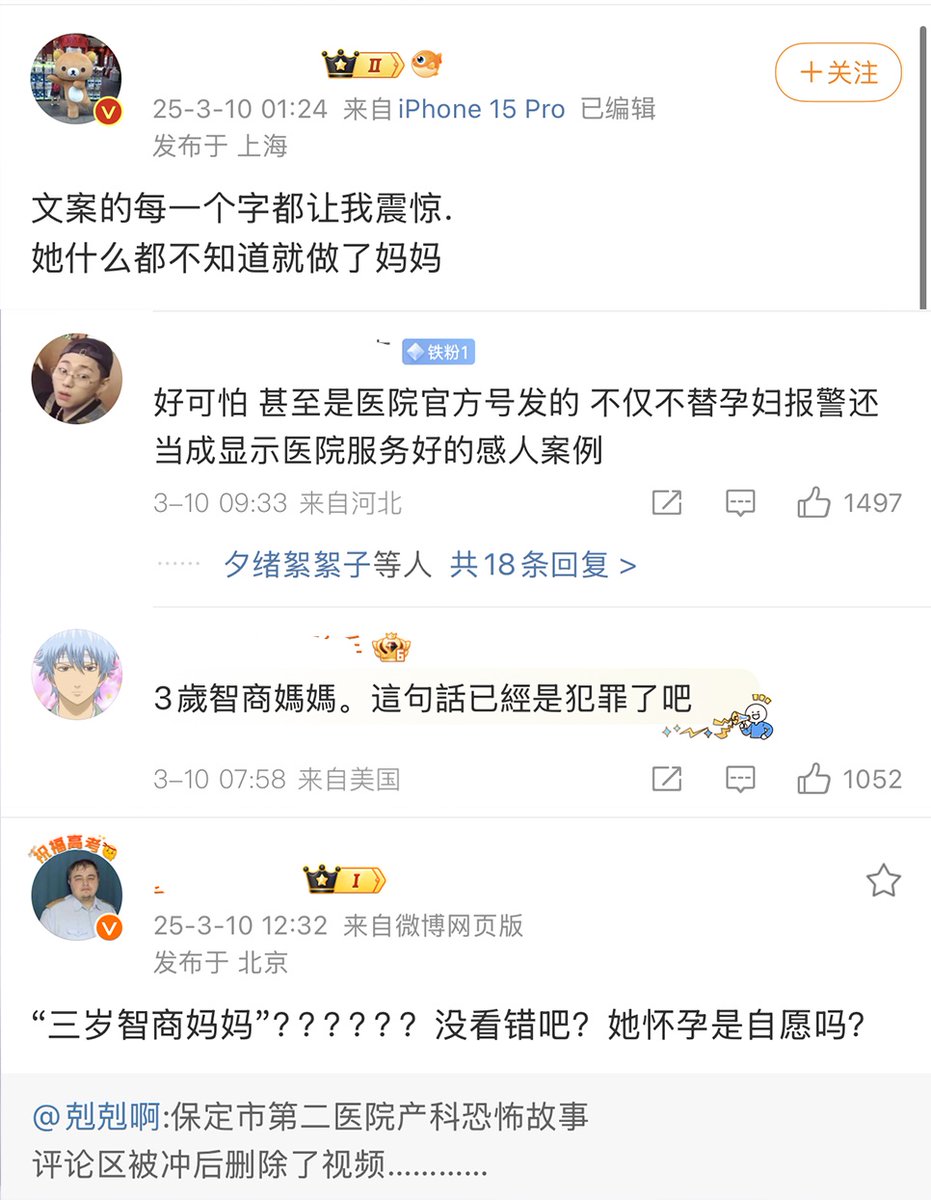 II
25-3-10 01:24 来自 iPhone 15 Pro 已编辑
+关注
发布于 上海
文案的每一个字都让我震惊.
她什么都不知道就做了妈妈
铁粉1
好可怕 甚至是医院官方号发的 不仅不替孕妇报警还
当成显示医院服务好的感人案例
3-10 09:33 来自河北
1497
夕绪絮絮子等人 共18条回复 >
6
3歲智商媽媽。這句話已經是犯罪了吧
3-10 07:58 来自美国
1052
祝福高考
I
25-3-10 12:32 来自微博网页版
发布于 北京
“三岁智商妈妈”?????? 没看错吧? 她怀孕是自愿吗?
@剋剋啊:保定市第二医院产科恐怖故事
评论区被冲后删除了视频…………